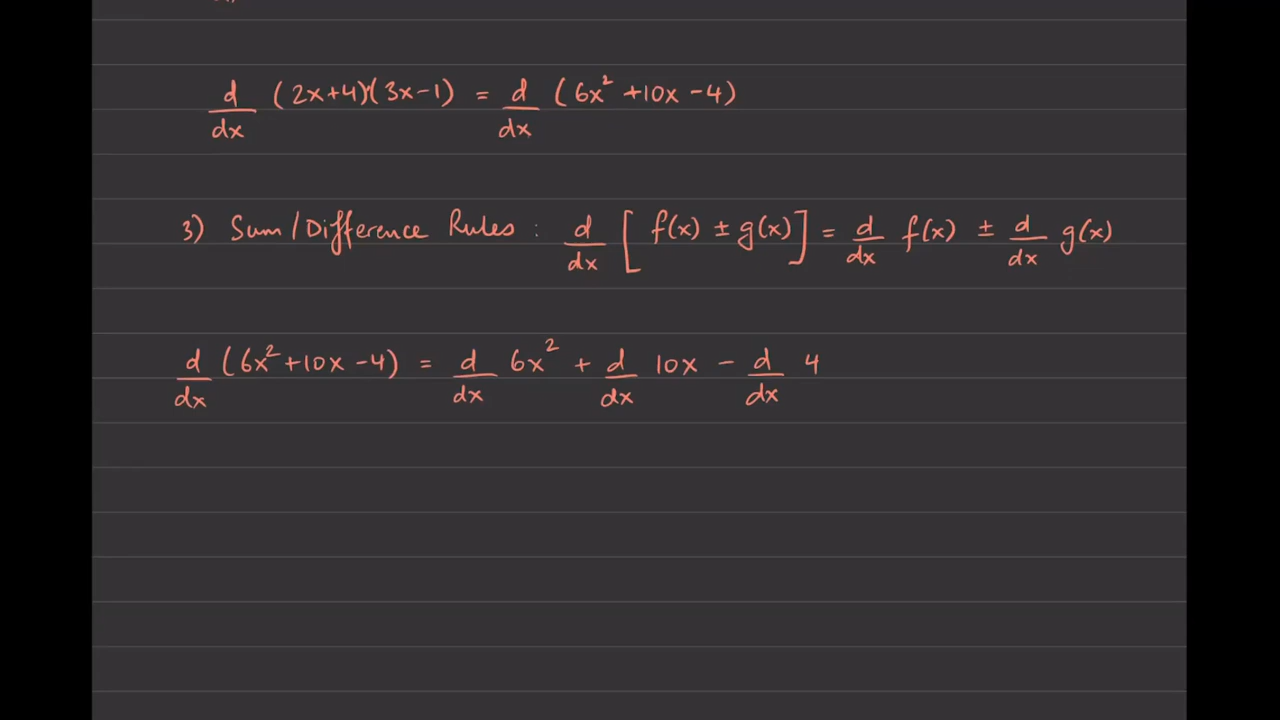 d/dx (2x+4)(3x-1) = d/dx (6x² +10x -4)
3) Sum/Difference Rules : d/dx [ f(x) ± g(x) ] = d/dx f(x) ± d/dx g(x)
d/dx (6x² +10x -4) = d/dx 6x² + d/dx 10x - d/dx 4